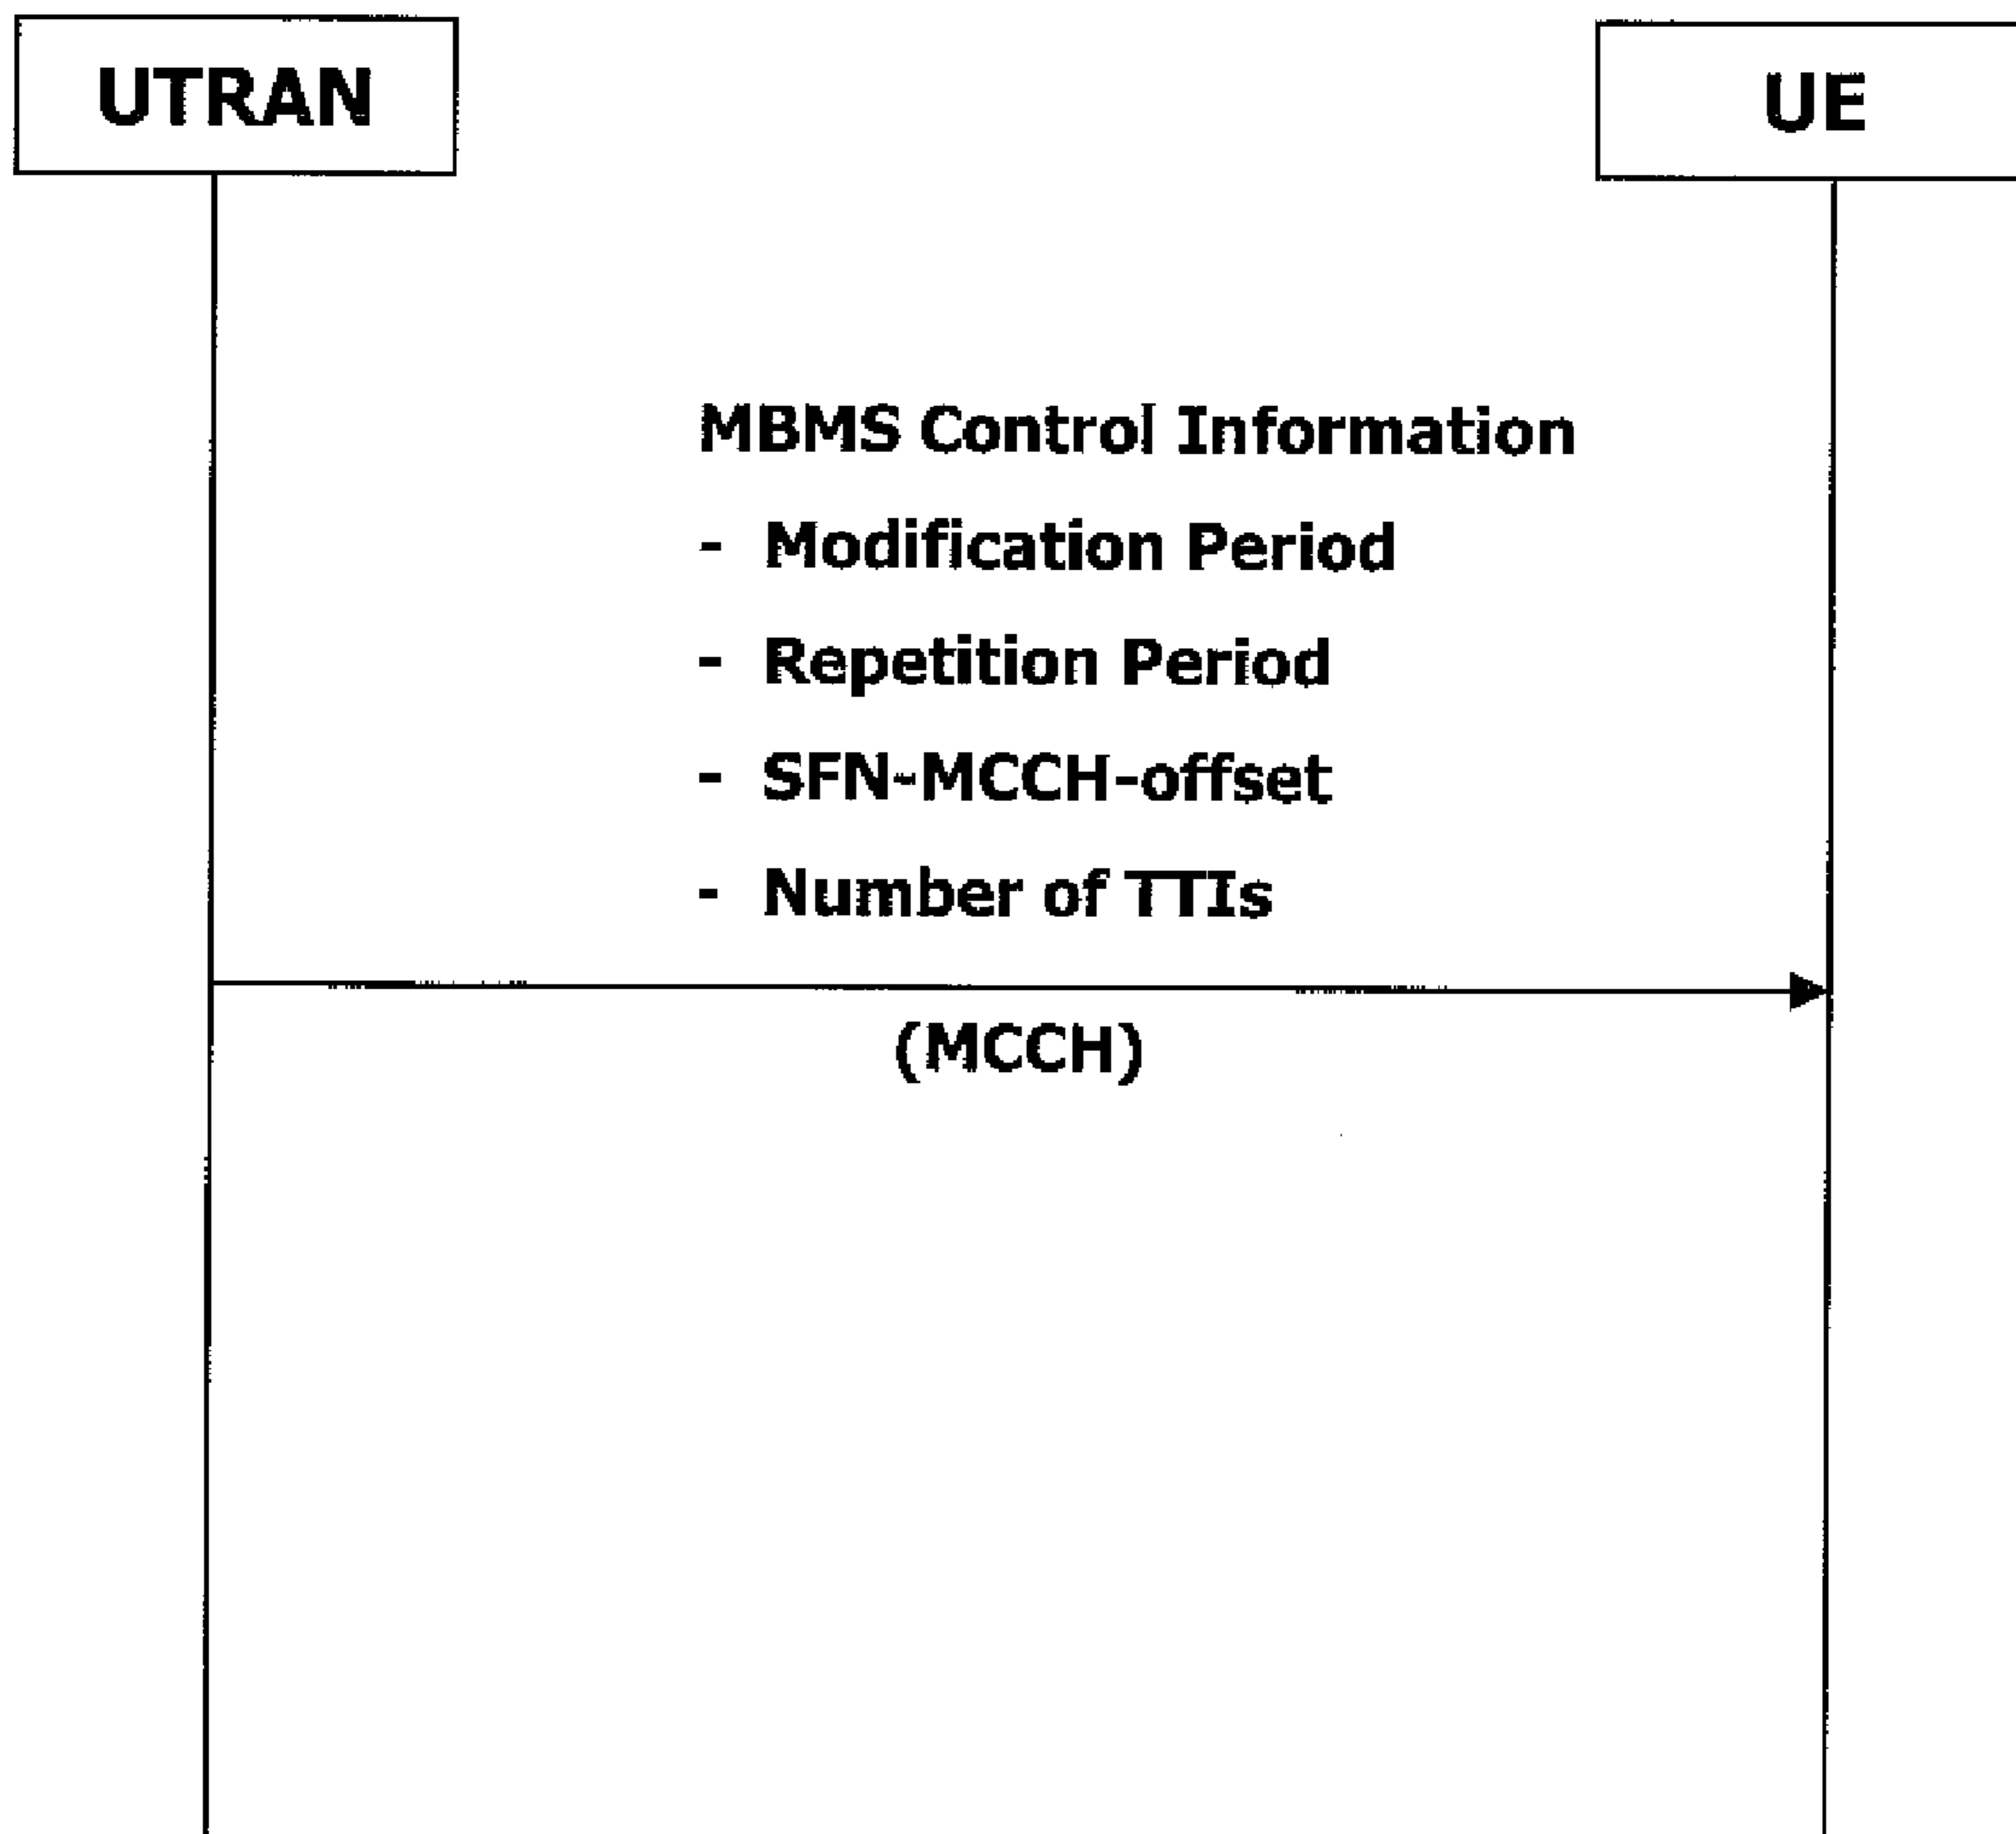 UTRAN
UE
MBMS Control Information
- Modification Period
- Repetition Period
- SFN-MCCH-offset
- Number of TTIs
(MCCH)